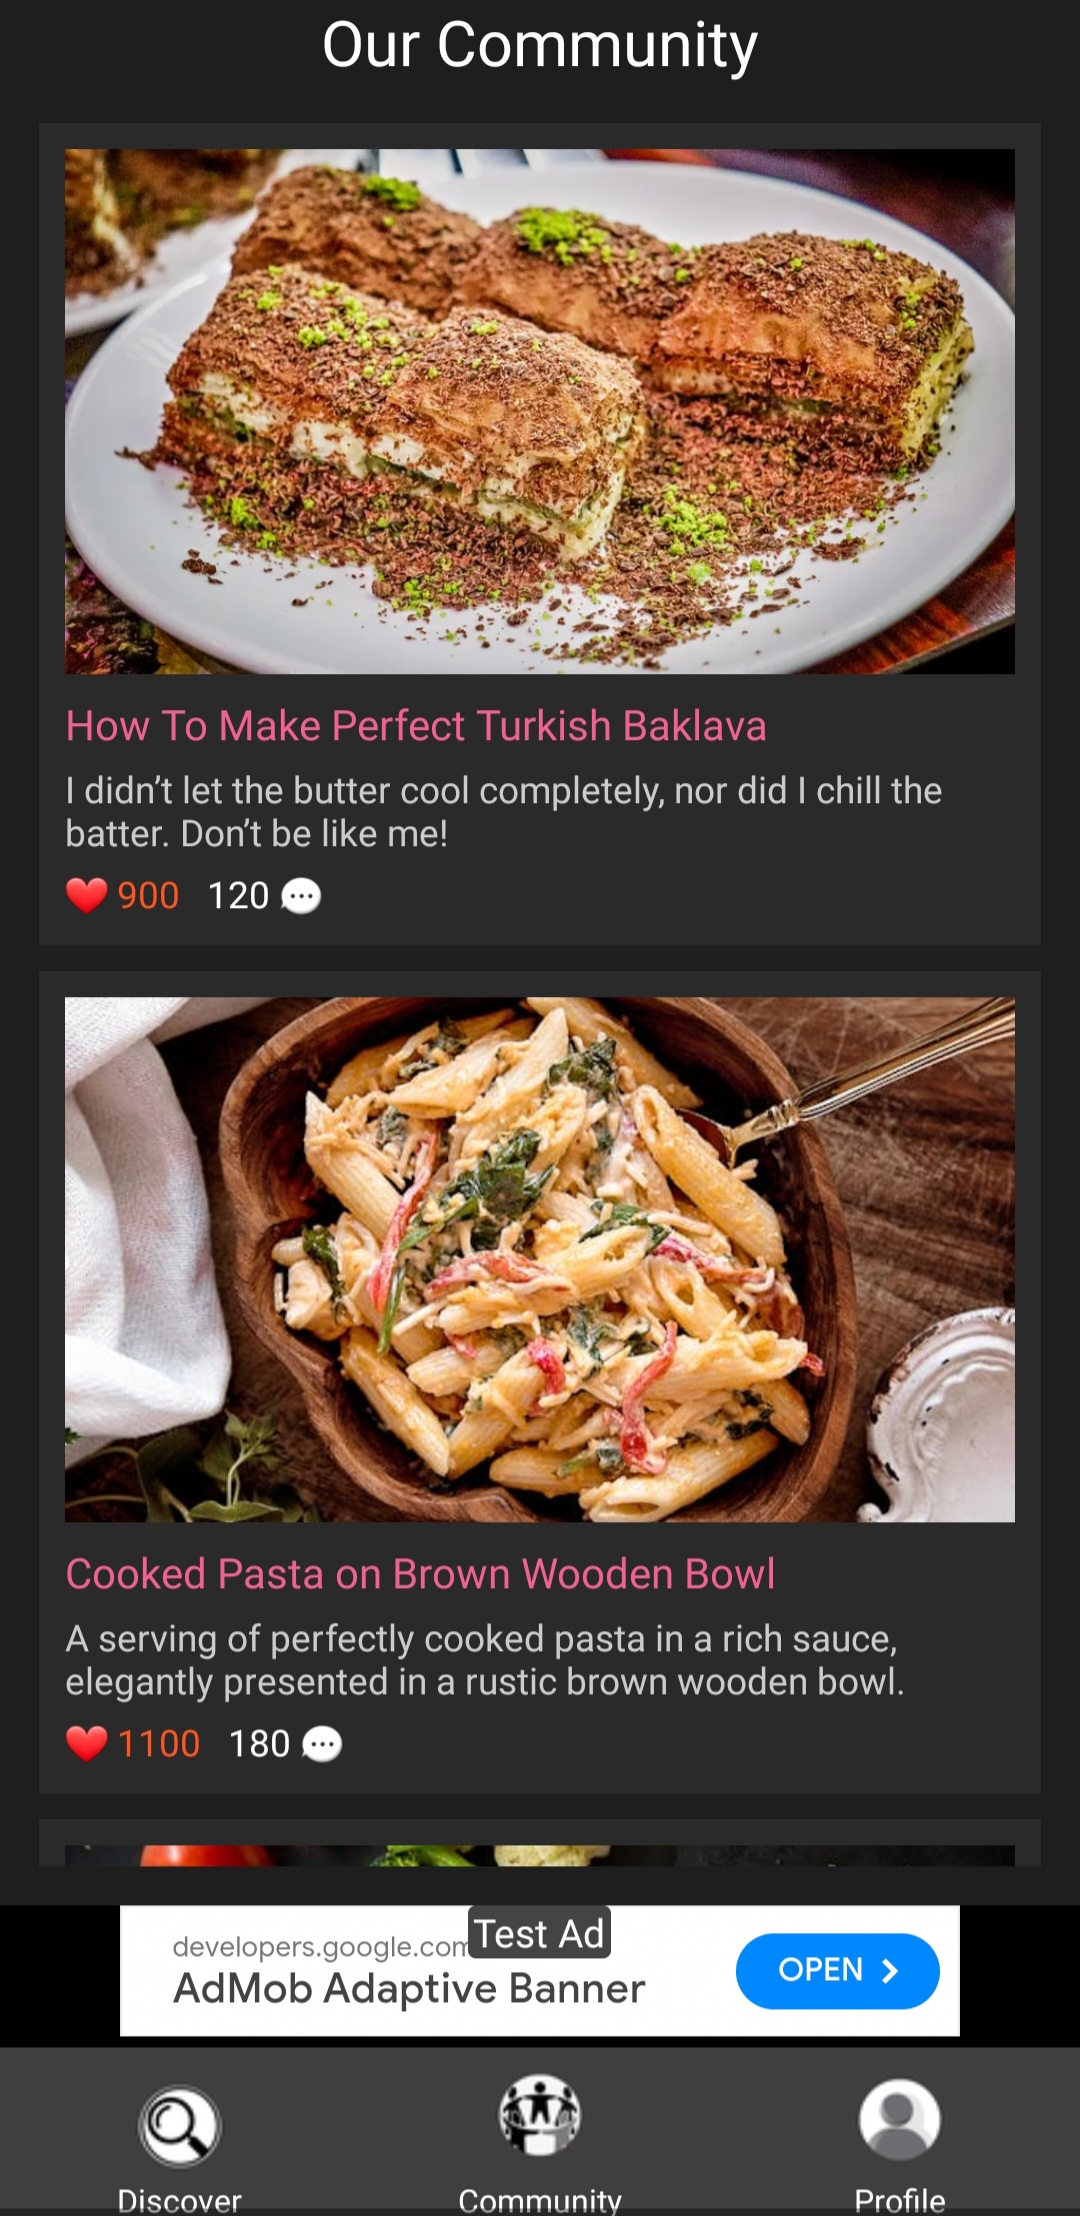 Our Community
How To Make Perfect Turkish Baklava
I didn’t let the butter cool completely, nor did I chill the
batter. Don’t be like me!
900 120
Cooked Pasta on Brown Wooden Bowl
A serving of perfectly cooked pasta in a rich sauce,
elegantly presented in a rustic brown wooden bowl.
1100 180
Test Ad
developers.google.com
AdMob Adaptive Banner
OPEN
Discover Community Profile